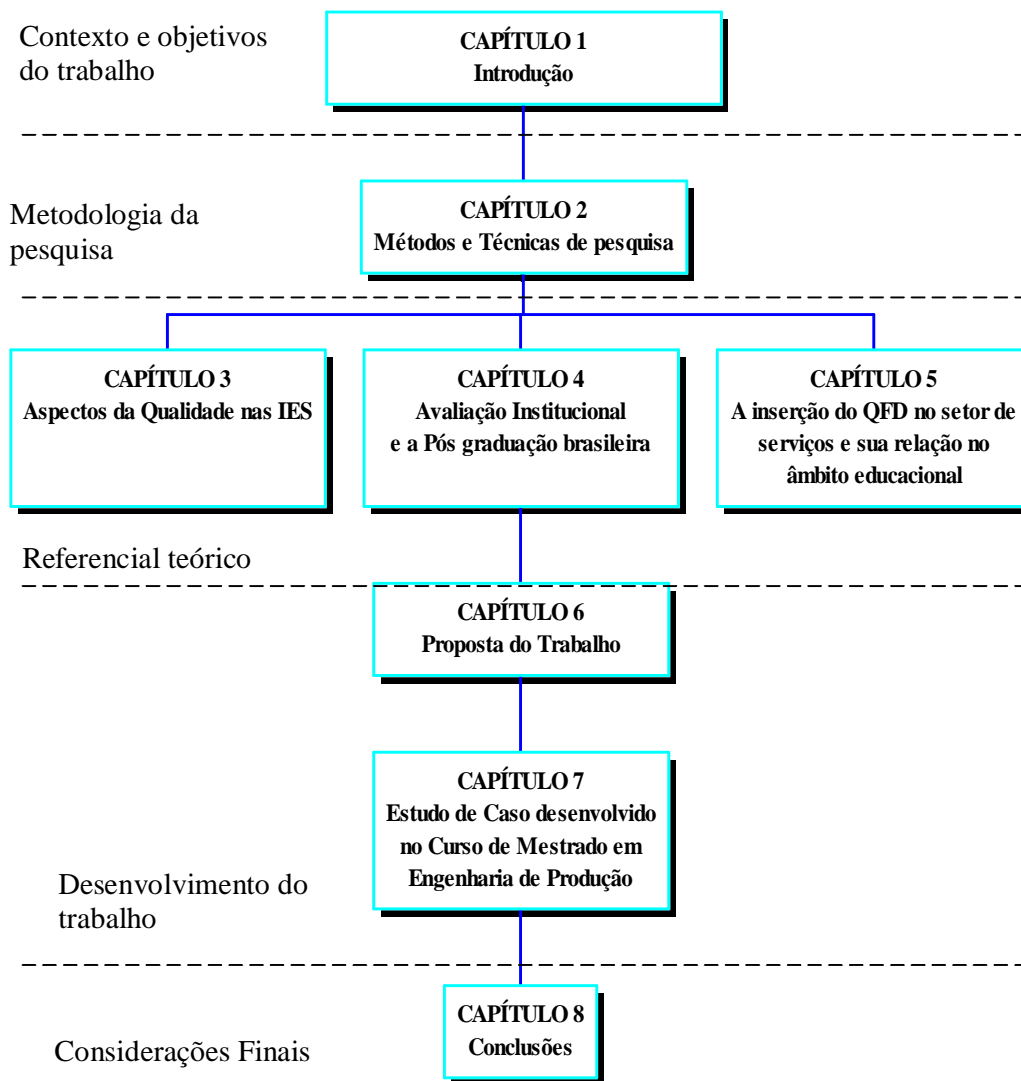 Contexto e objetivos
do trabalho
CAPÍTULO 1
Introdução
Metodologia da
pesquisa
CAPÍTULO 2
Métodos e Técnicas de pesquisa
CAPÍTULO 3
Aspectos da Qualidade nas IES
CAPÍTULO 4
Avaliação Institucional
e a Pós graduação brasileira
CAPÍTULO 5
A inserção do QFD no setor de
serviços e sua relação no
âmbito educacional
Referencial teórico
CAPÍTULO 6
Proposta do Trabalho
CAPÍTULO 7
Estudo de Caso desenvolvido
no Curso de Mestrado em
Engenharia de Produção
Desenvolvimento do
trabalho
CAPÍTULO 8
Conclusões
Considerações Finais